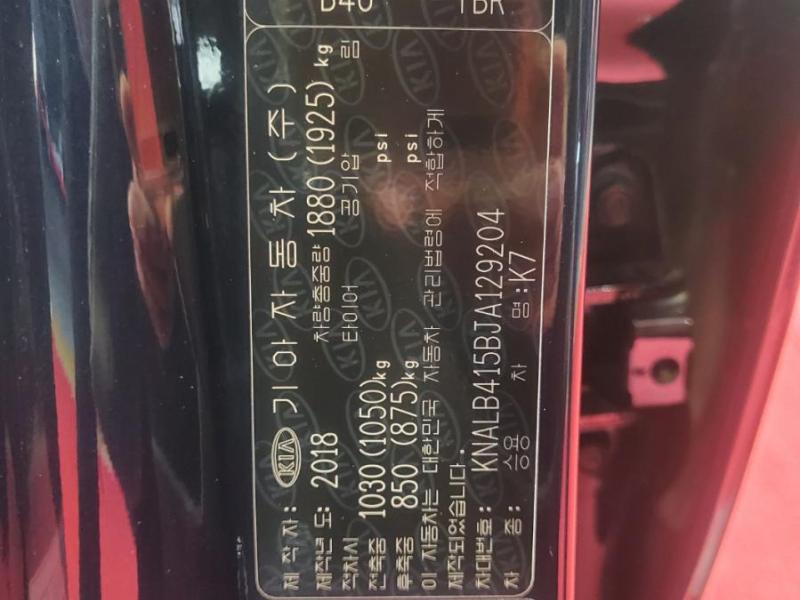 B4U TBR
제 작 자 : KIA 기 아 자 동 차 ( 주 )
제작년 도: 2018 차량총중량 1880 (1925) kg
적차시 타이어 공기압 림
전축중 1030 (1050)kg psi
후축중 850 (875)kg psi
이 자동차는 대한민국 자동차 관리법령에 적합하게
제작되었습니다.
차대번호: KNALB415BJA129204
차 종: 승용 차 명:K7